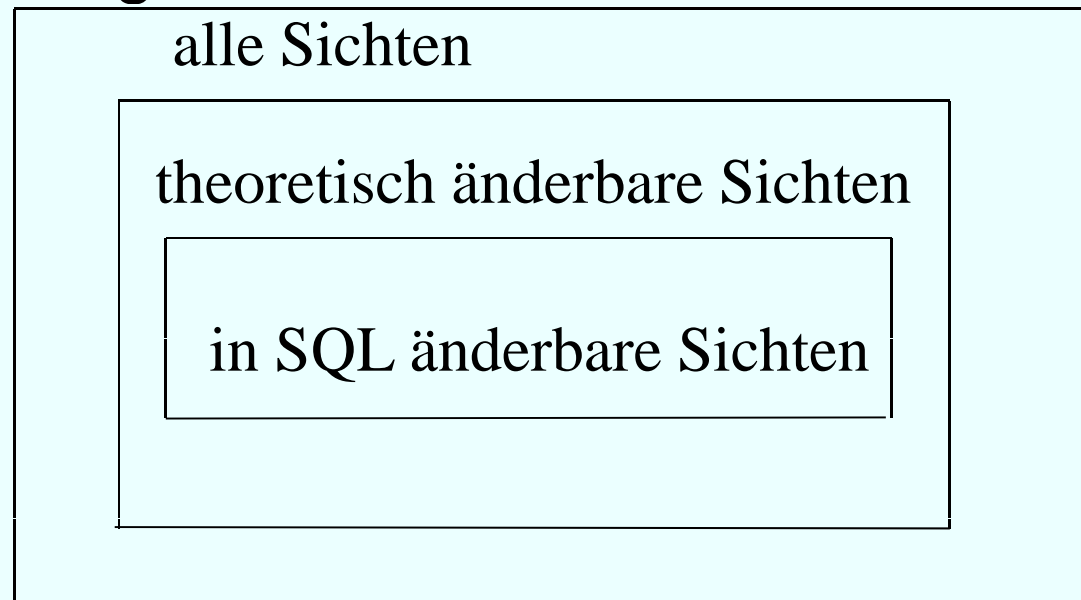 alle Sichten
theoretisch änderbare Sichten
in SQL änderbare Sichten